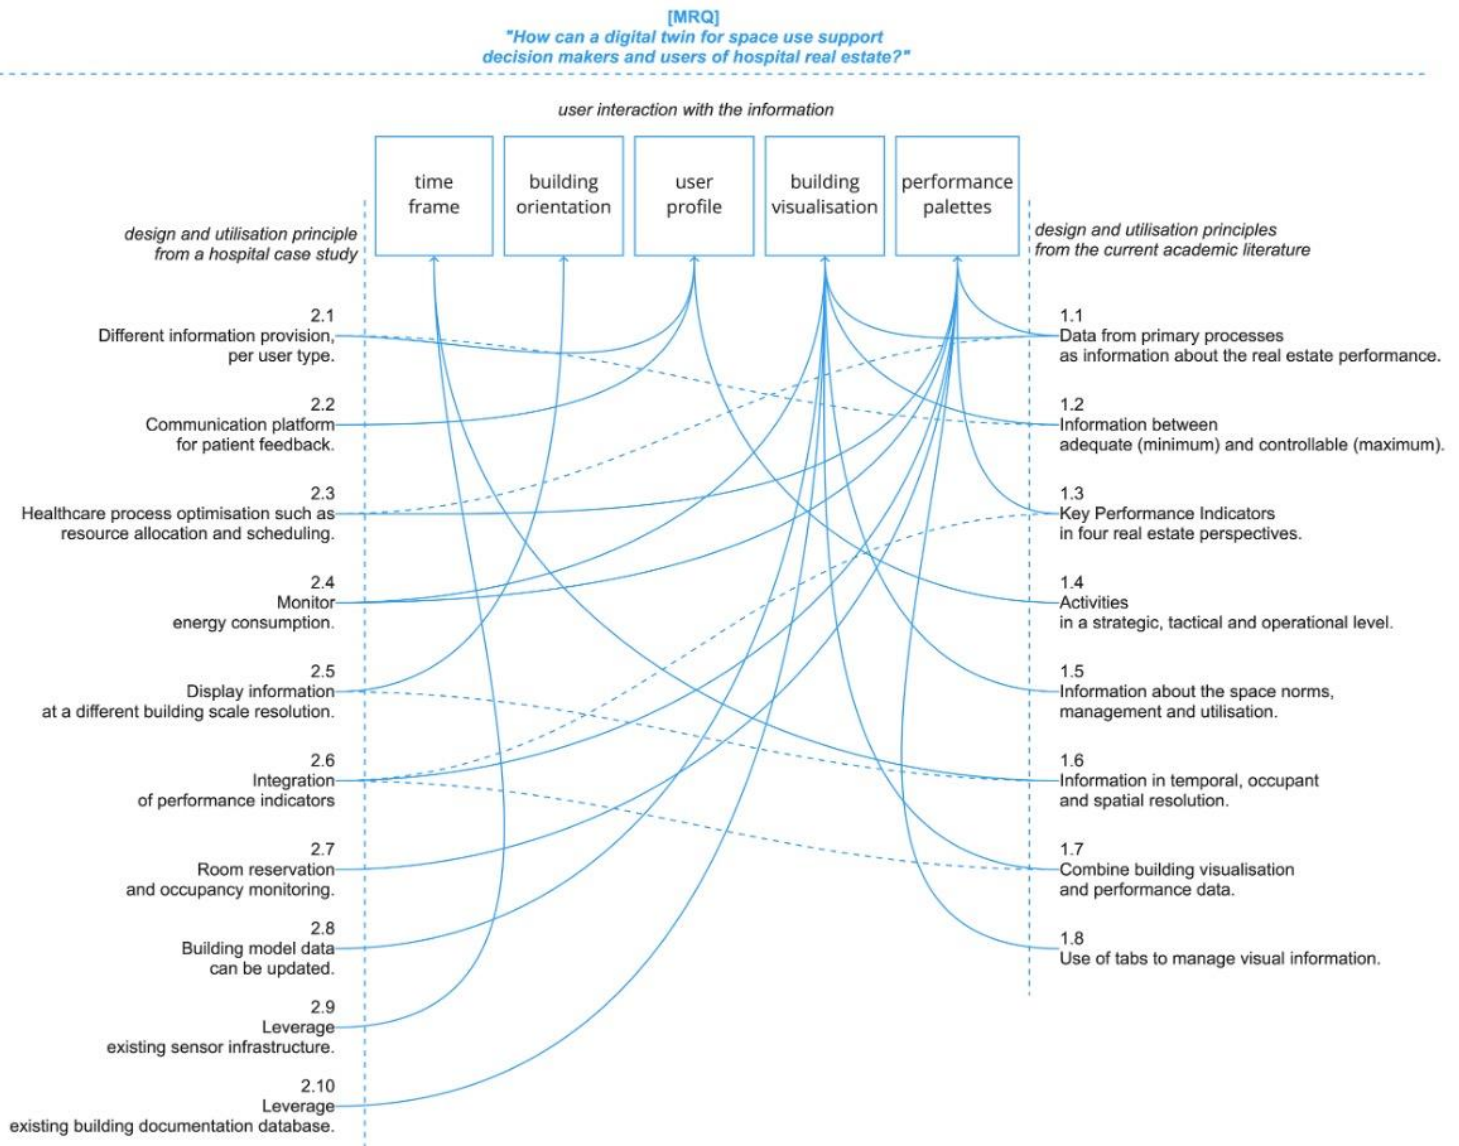 [MRQ]
"How can a digital twin for space use support
decision makers and users of hospital real estate?"
user interaction with the information
time
frame
building
orientation
user
profile
building
visualisation
performance
palettes
design and utilisation principle
from a hospital case study
2.1
Different information provision,
per user type.
2.2
Communication platform
for patient feedback.
2.3
Healthcare process optimisation such as
resource allocation and scheduling.
2.4
Monitor
energy consumption.
2.5
Display information
at a different building scale resolution.
2.6
Integration
of performance indicators
2.7
Room reservation
and occupancy monitoring.
2.8
Building model data
can be updated.
2.9
Leverage
existing sensor infrastructure.
2.10
Leverage
existing building documentation database.
design and utilisation principles
from the current academic literature
1.1
Data from primary processes
as information about the real estate performance.
1.2
Information between
adequate (minimum) and controllable (maximum).
1.3
Key Performance Indicators
in four real estate perspectives.
1.4
Activities
in a strategic, tactical and operational level.
1.5
Information about the space norms,
management and utilisation.
1.6
Information in temporal, occupant
and spatial resolution.
1.7
Combine building visualisation
and performance data.
1.8
Use of tabs to manage visual information.